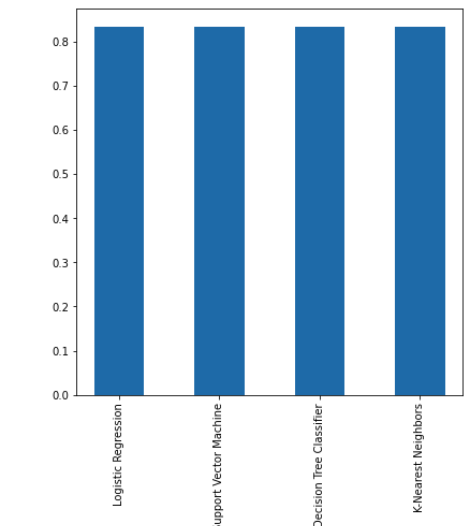 0.8
0.7
0.6
0.5
0.4
0.3
0.2
0.1
0.0
Logistic Regression
upport Vector Machine
Decision Tree Classifier
K-Nearest Neighbors